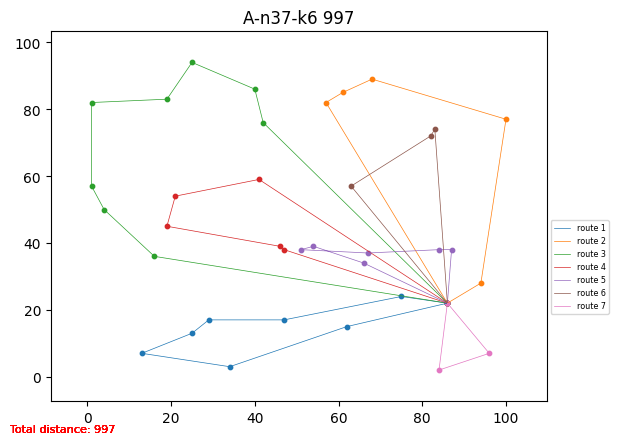 A-n37-k6 997
100
80
60
40
20
0
0 20 40 60 80 100
route 1
route 2
route 3
route 4
route 5
route 6
route 7
Total distance: 997